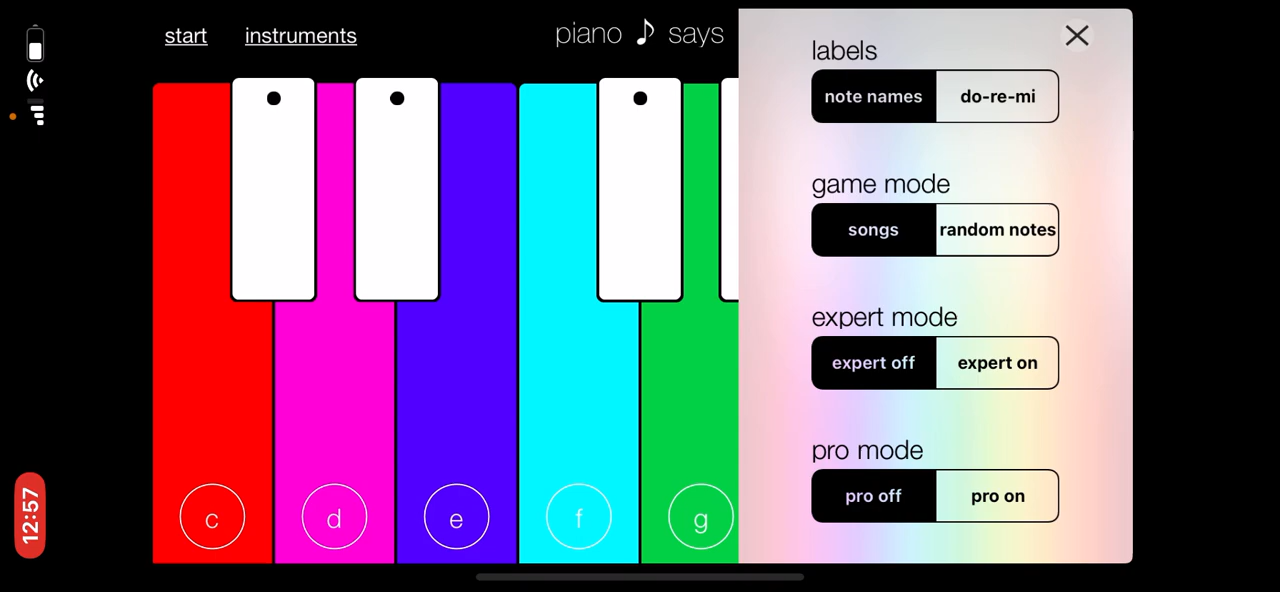 12:57
start
instruments
piano ♪ says
c
d
e
f
g
labels
note names
do-re-mi
game mode
songs
random notes
expert mode
expert off
expert on
pro mode
pro off
pro on